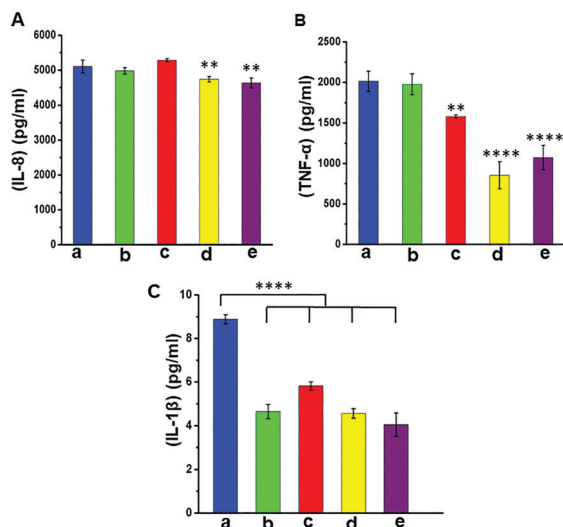 A
(IL-8) (pg/ml)
6000
5000
4000
3000
2000
1000
0
** **
a b c d e
B
(TNF-α) (pg/ml)
2500
2000
1500
1000
500
0
**
****
****
a b c d e
C
(IL-1β) (pg/ml)
10
8
6
4
2
0
****
a b c d e